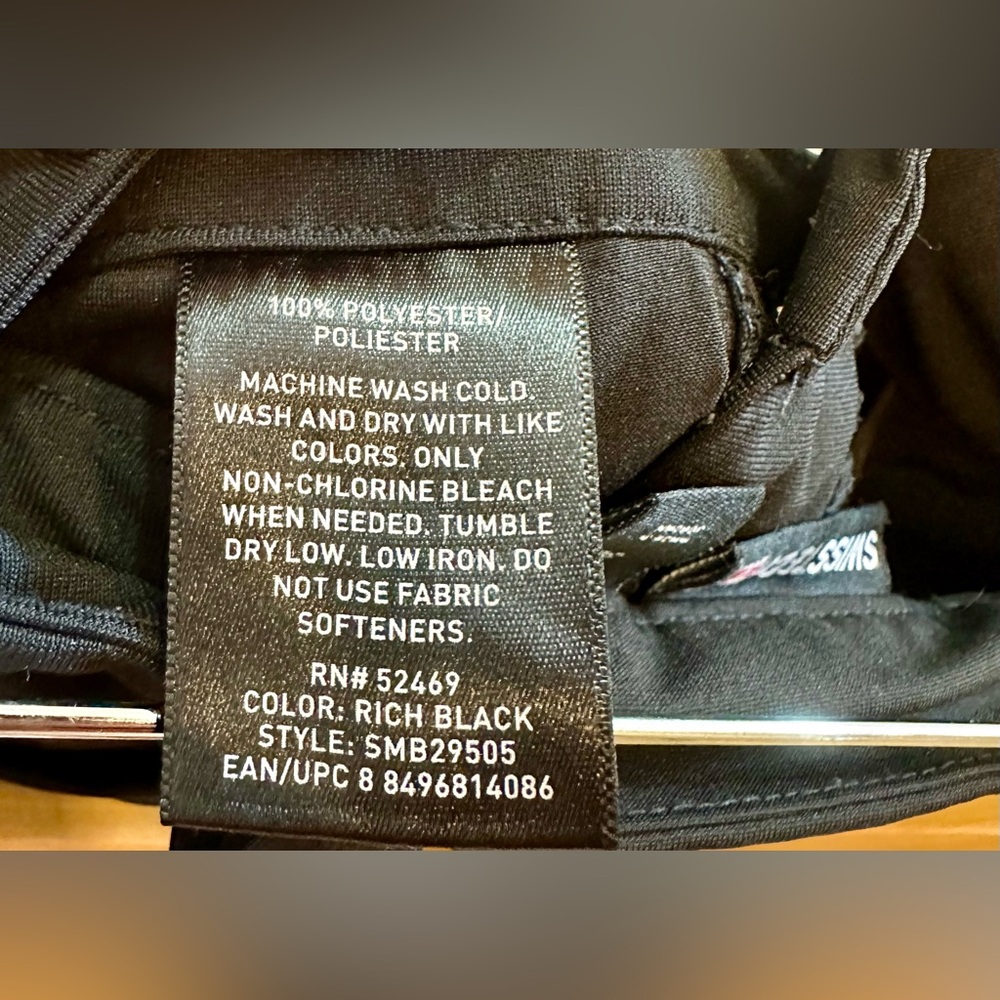 100% POLYESTER/
POLIÉSTER
MACHINE WASH COLD.
WASH AND DRY WITH LIKE
COLORS. ONLY
NON-CHLORINE BLEACH
WHEN NEEDED. TUMBLE
DRY LOW. LOW IRON. DO
NOT USE FABRIC
SOFTENERS.
RN# 52469
COLOR: RICH BLACK
STYLE: SMB29505
EAN/UPC 8 8496814086